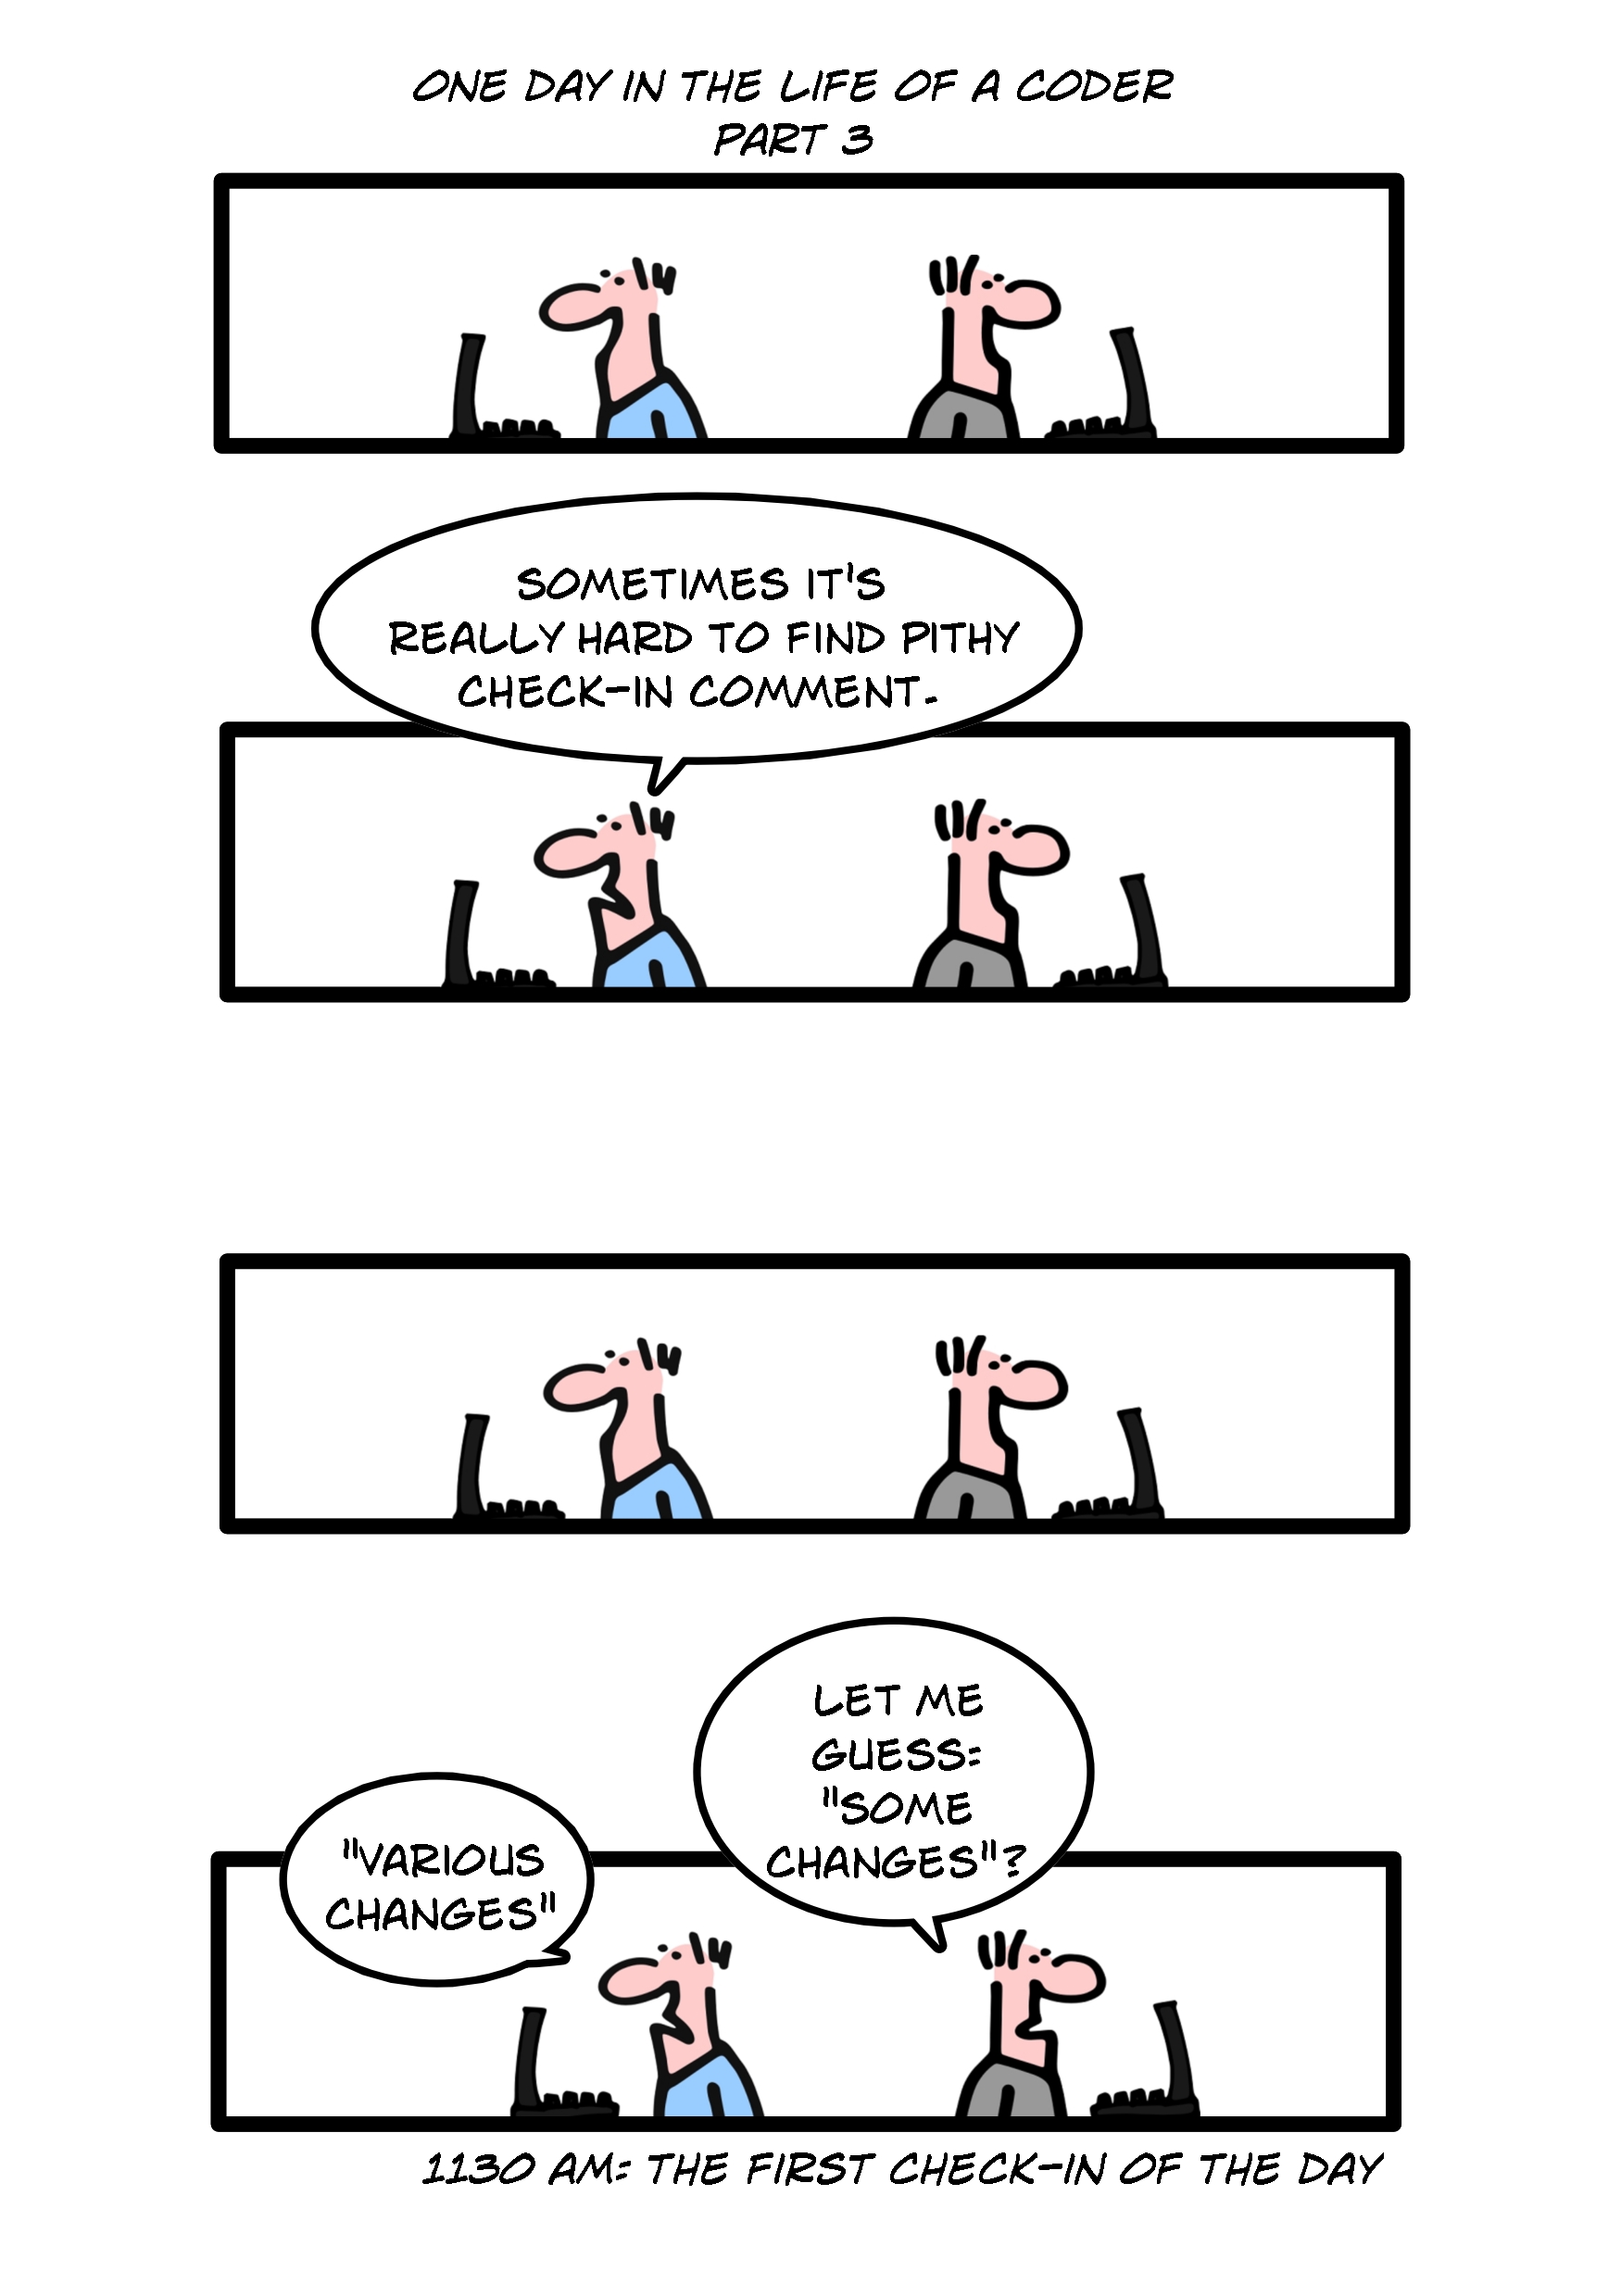 ONE DAY IN THE LIFE OF A CODER
PART 3
SOMETIMES IT'S
REALLY HARD TO FIND PITHY
CHECK-IN COMMENT.
LET ME
GUESS:
"SOME
CHANGES"?
"VARIOUS
CHANGES"
1130 AM: THE FIRST CHECK-IN OF THE DAY